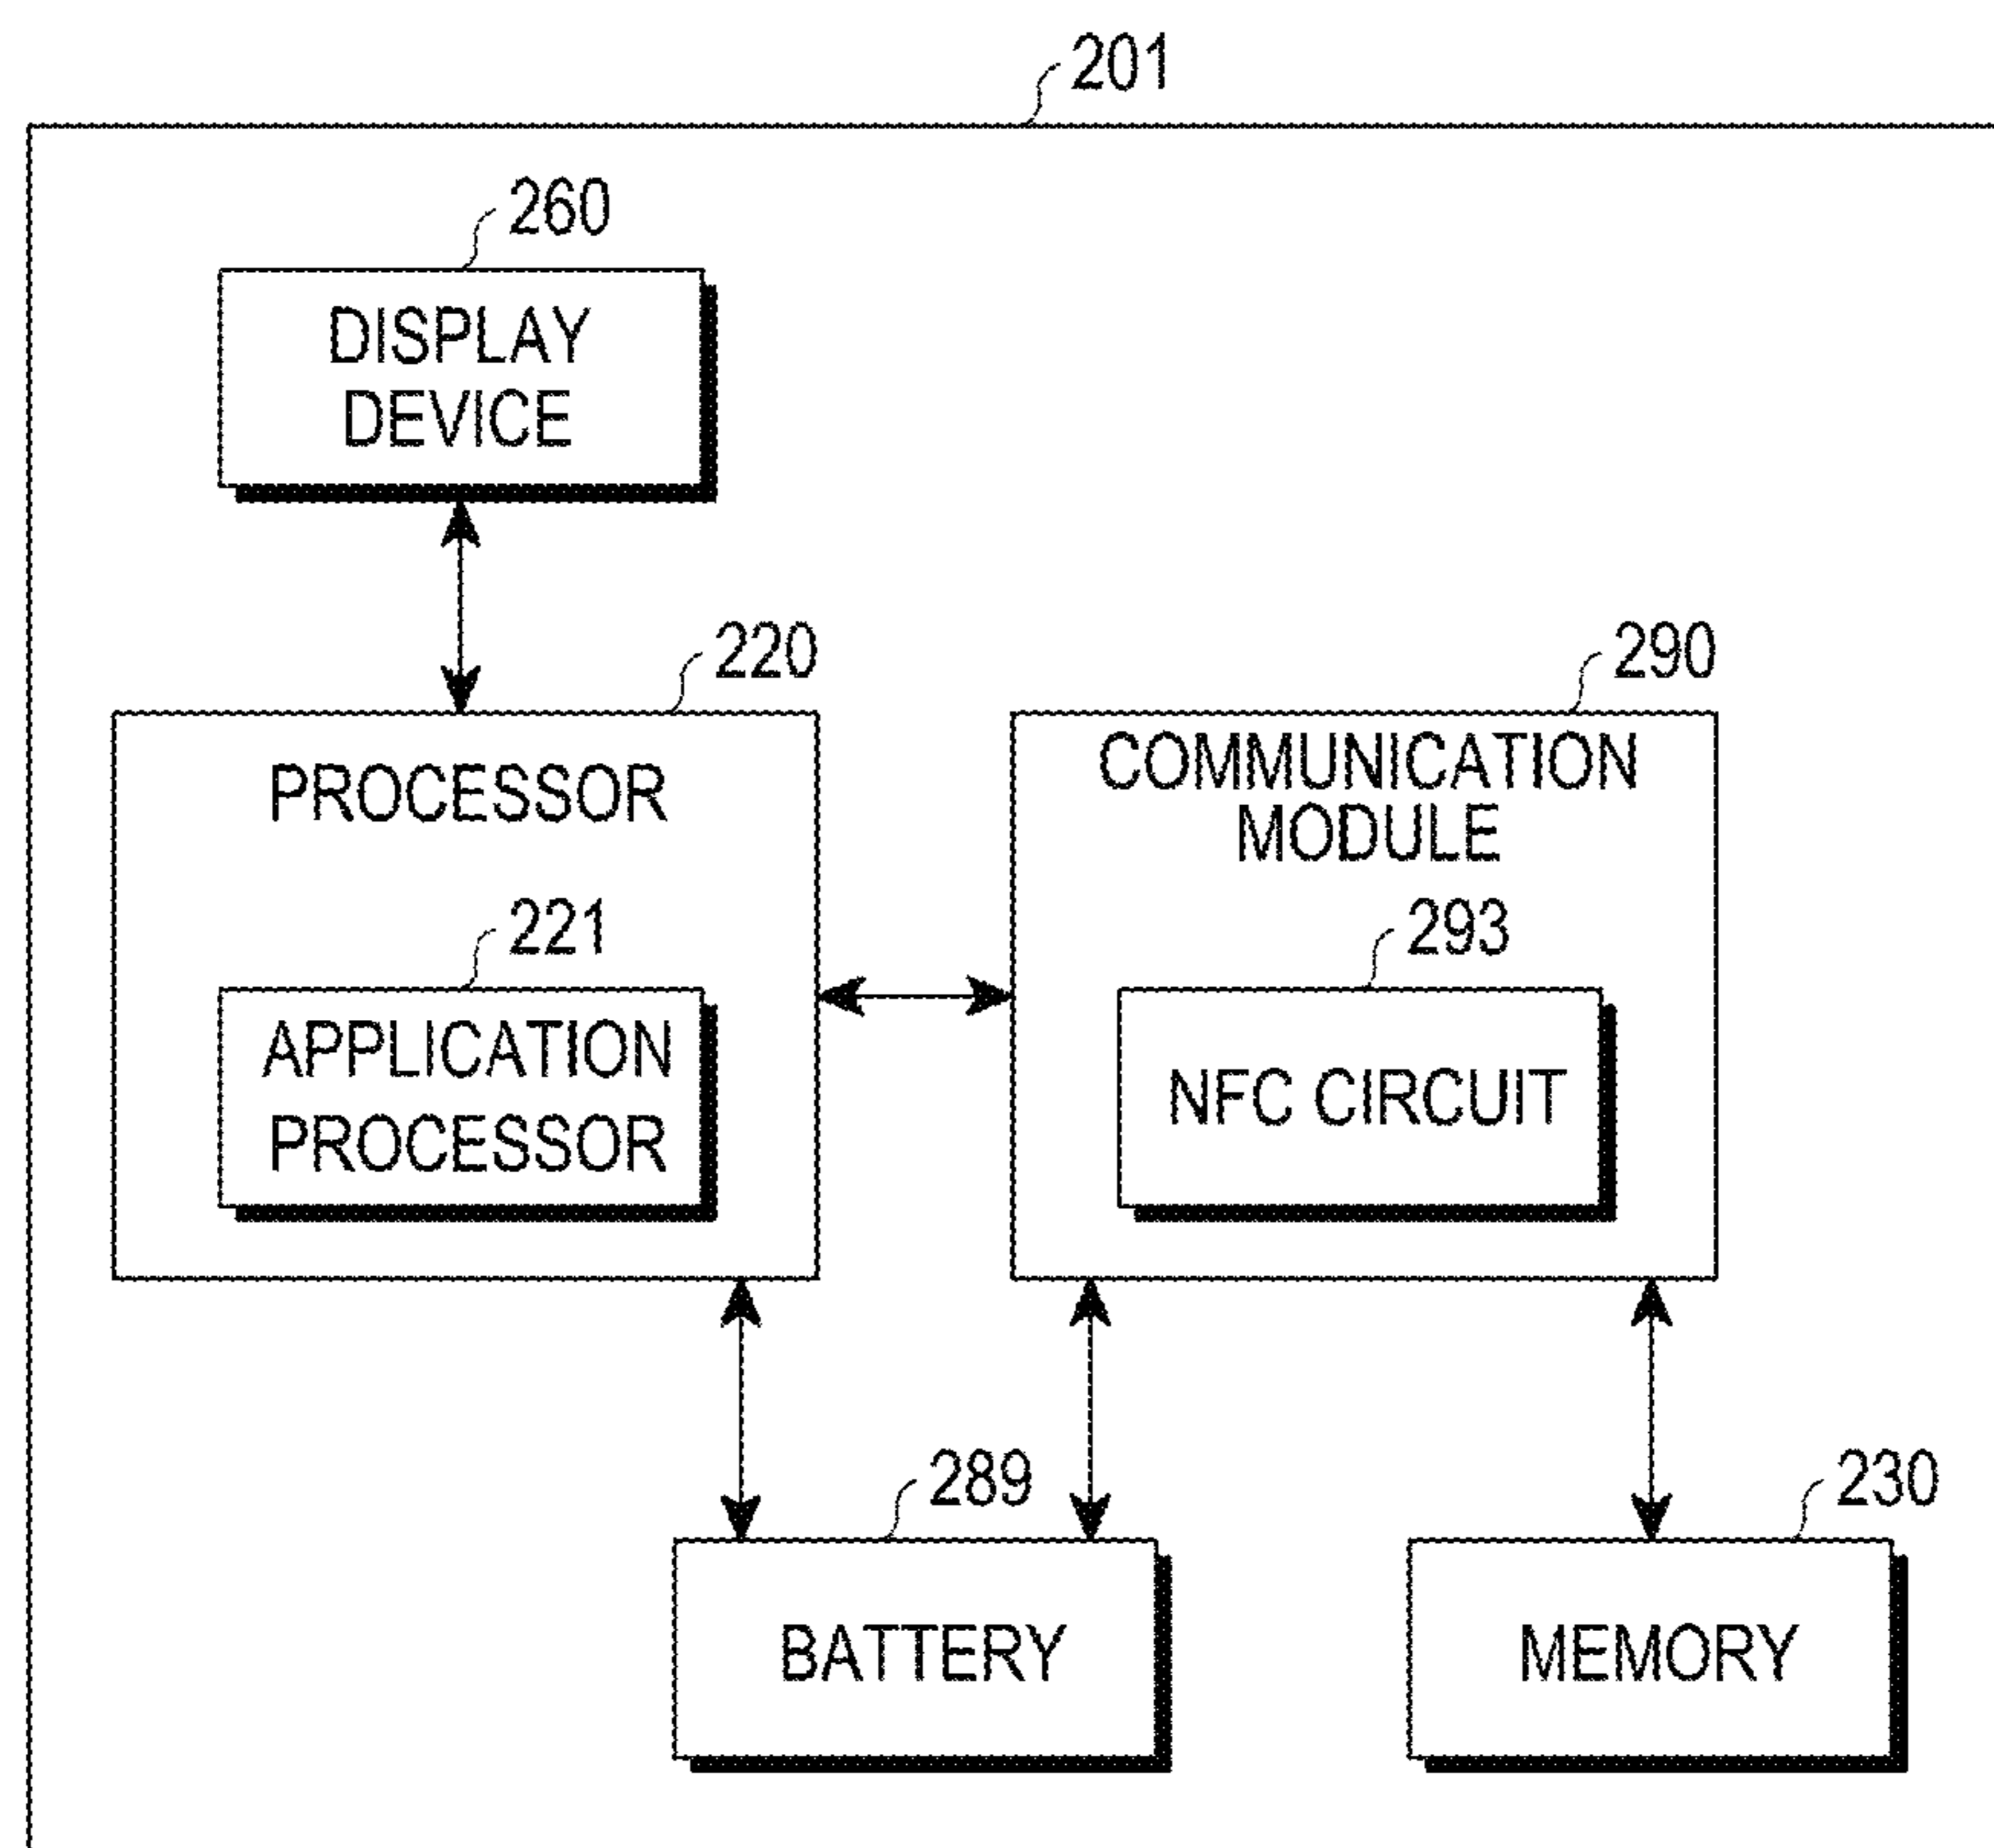 201
260
DISPLAY
DEVICE
220
PROCESSOR
221
APPLICATION
PROCESSOR
290
COMMUNICATION
MODULE
293
NFC CIRCUIT
289
BATTERY
230
MEMORY